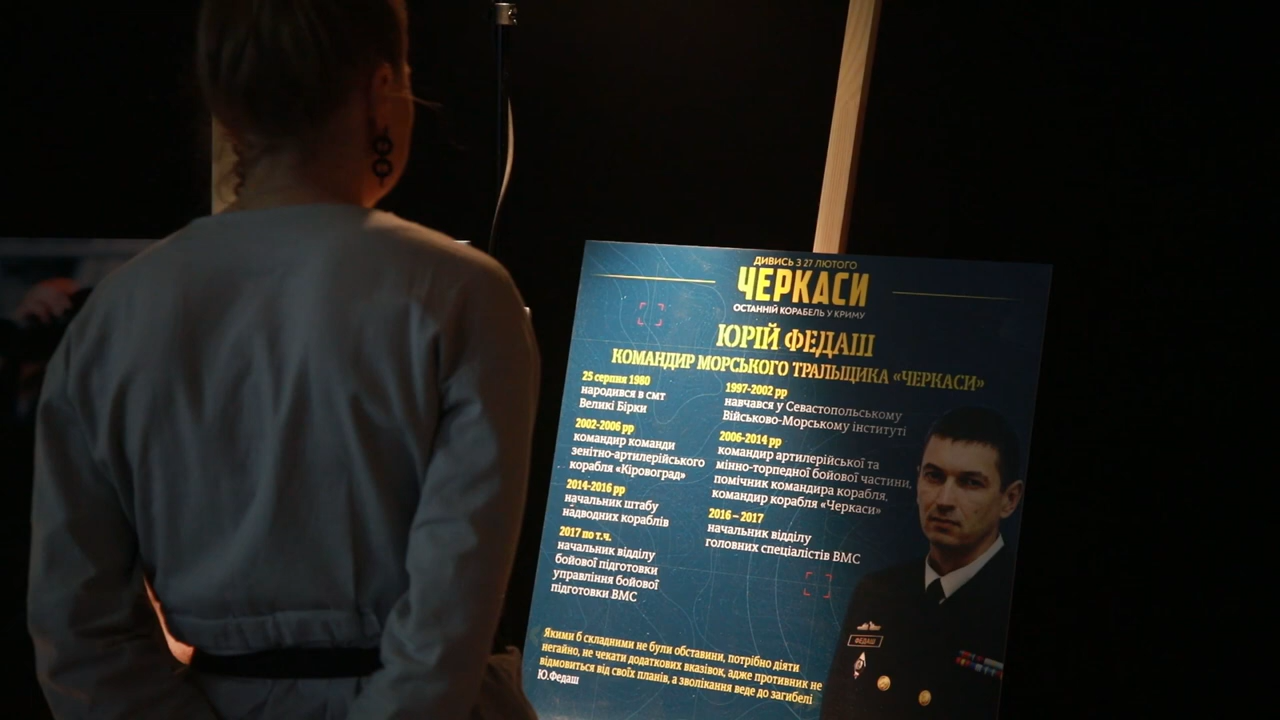 ДИВИСЬ З 27 ЛЮТОГО
ЧЕРКАСИ
ОСТАННІЙ КОРАБЕЛЬ У КРИМУ
ЮРІЙ ФЕДАШ
КОМАНДИР МОРСЬКОГО ТРАЛЬЩИКА «ЧЕРКАСИ»
25 серпня 1980
народився в смт
Великі Бірки
2002-2006 рр
командир команди
зенітно-артилерійського
корабля «Кіровоград»
2014-2016 рр
начальник штабу
надводних кораблів
2017 по т.ч.
начальник відділу
бойової підготовки
управління бойової
підготовки ВМС
1997-2002 рр
навчався у Севастопольському
Військово-Морському інституті
2006-2014 рр
командир артилерійської та
мінно-торпедної бойової частини,
помічник командира корабля,
командир корабля «Черкаси»
2016 – 2017
начальник відділу
головних спеціалістів ВМС
ФЕДАШ
Якими б складними не були обставини, потрібно діяти
негайно, не чекати додаткових вказівок, адже противник не
відмовиться від своїх планів, а зволікання веде до загибелі
Ю.Федаш